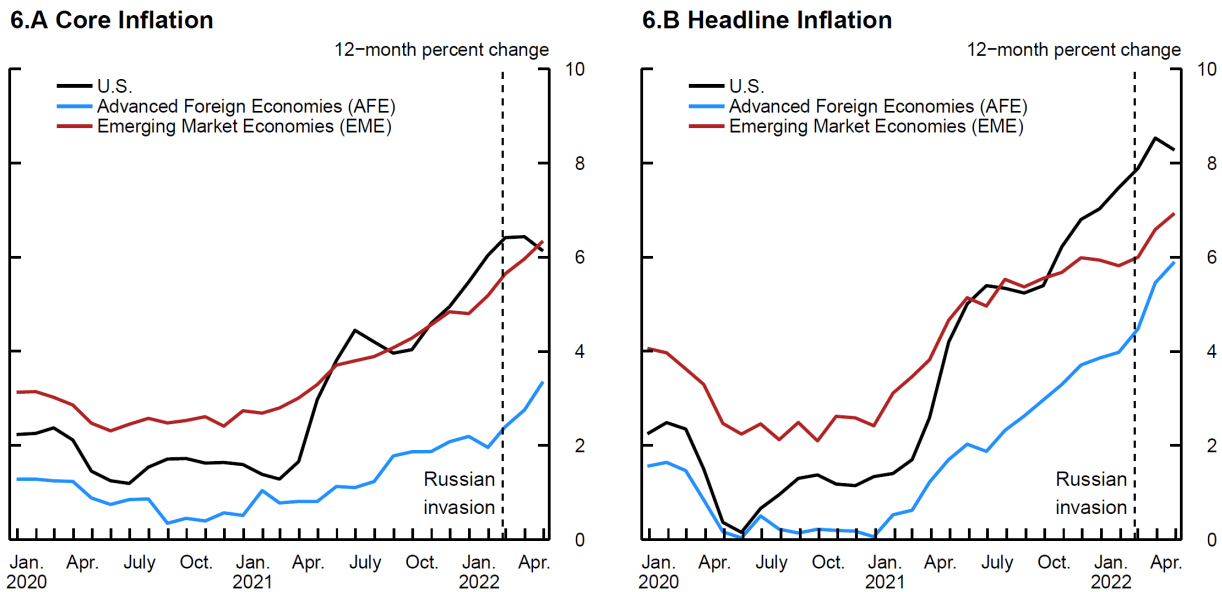 6.A Core Inflation
12−month percent change
U.S.
Advanced Foreign Economies (AFE)
Emerging Market Economies (EME)
10
8
6
4
2
0
Russian
invasion
Jan. Apr. July Oct. Jan. Apr. July Oct. Jan. Apr.
2020 2021 2022
6.B Headline Inflation
12−month percent change
U.S.
Advanced Foreign Economies (AFE)
Emerging Market Economies (EME)
10
8
6
4
2
0
Russian
invasion
Jan. Apr. July Oct. Jan. Apr. July Oct. Jan. Apr.
2020 2021 2022